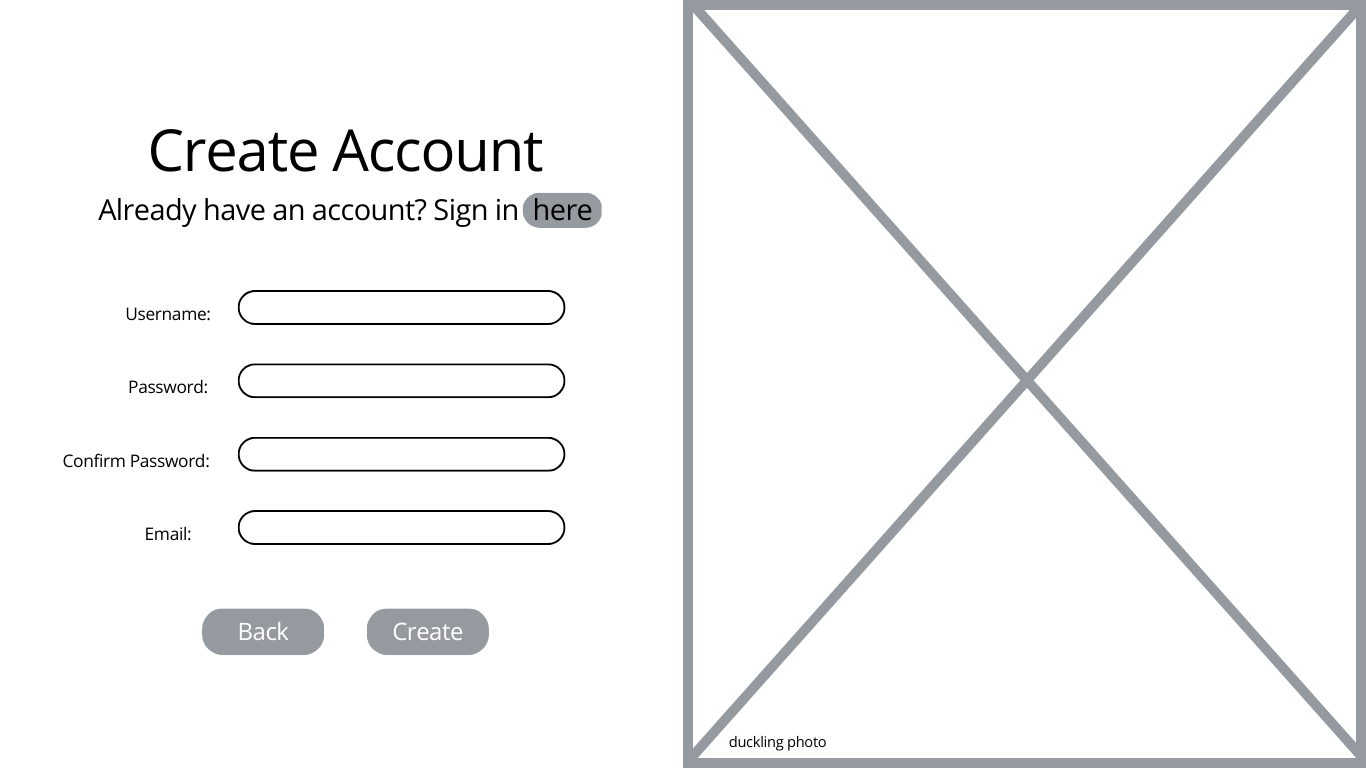 Create Account
Already have an account? Sign in here
Username:
Password:
Confirm Password:
Email:
Back
Create
duckling photo